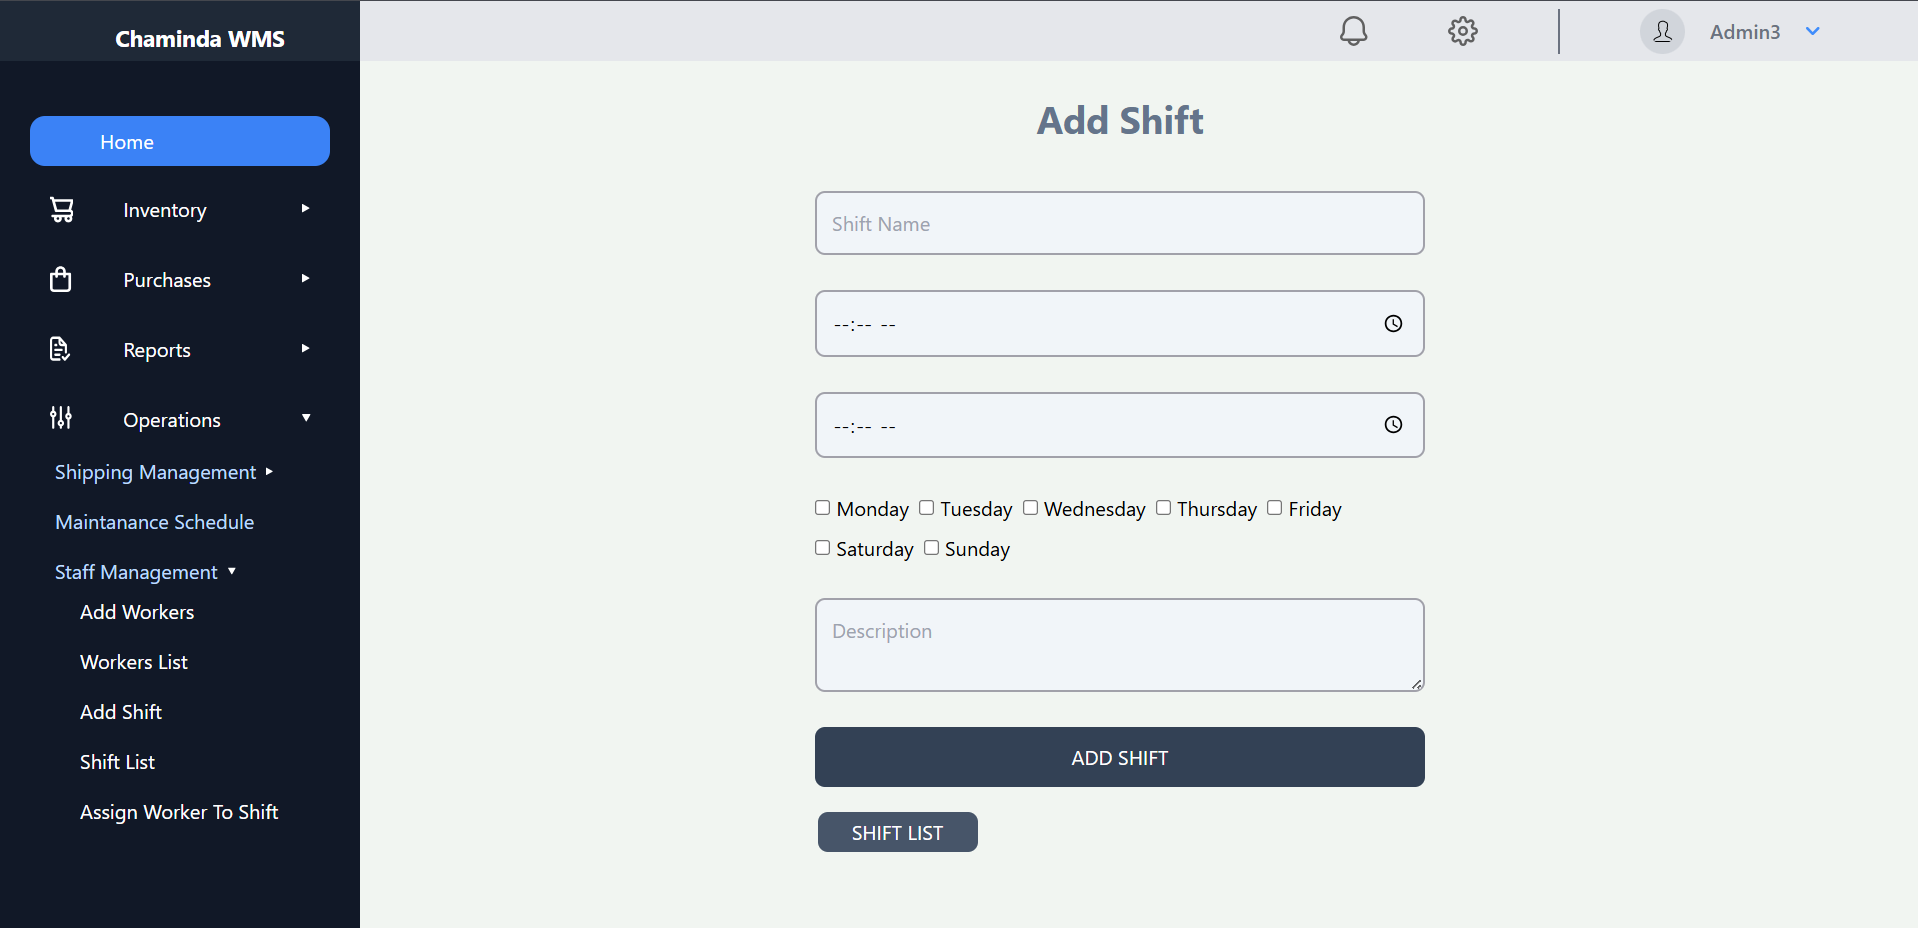 Chaminda WMS
Admin3
Home
Inventory
Purchases
Reports
Operations
Shipping Management
Maintanance Schedule
Staff Management
Add Workers
Workers List
Add Shift
Shift List
Assign Worker To Shift
Add Shift
Shift Name
--:-- --
--:-- --
Monday Tuesday Wednesday Thursday Friday
Saturday Sunday
Description
ADD SHIFT
SHIFT LIST